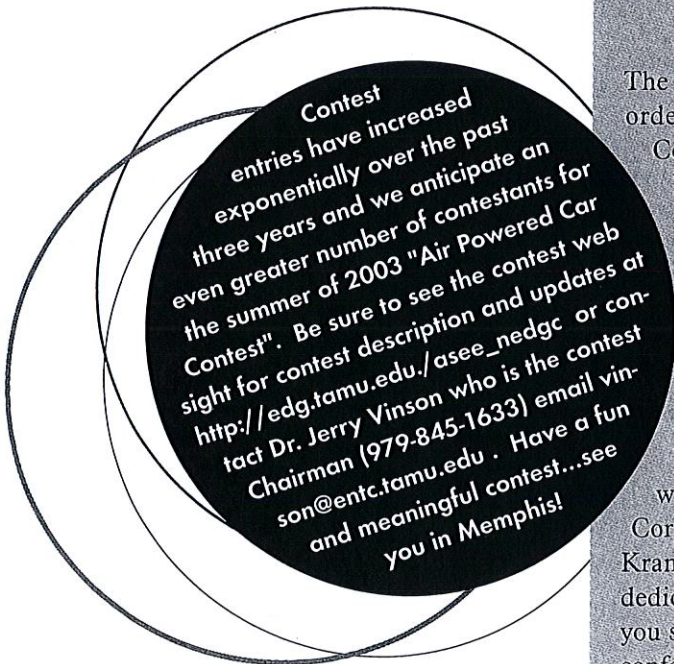 Contest
entries have increased
exponentially over the past
three years and we anticipate an
even greater number of contestants for
the summer of 2003 "Air Powered Car
Contest". Be sure to see the contest web
sight for contest description and updates at
http://edg.tamu.edu./asee_nedgc or con-
tact Dr. Jerry Vinson who is the contest
Chairman (979-845-1633) email vin-
son@entc.tamu.edu . Have a fun
and meaningful contest...see
you in Memphis!
The
orde
Co
w
Cor
Kran
dedic
you s